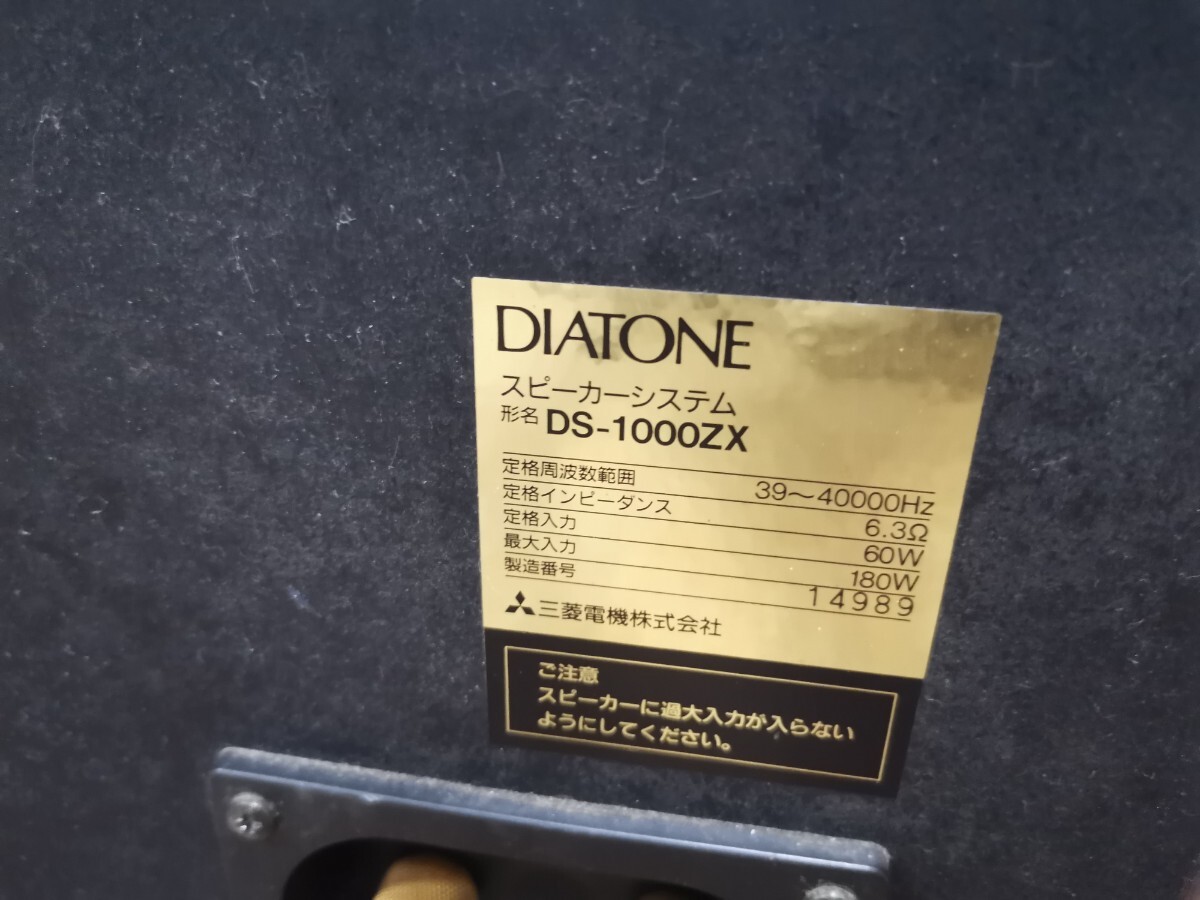 DIATONE
スピーカーシステム
形名 DS-1000ZX
定格周波数範囲 39〜40000Hz
定格インピーダンス 6.3Ω
定格入力 60W
最大入力 180W
製造番号 14989
三菱電機株式会社
ご注意
スピーカーに過大入力が入らない
ようにしてください。